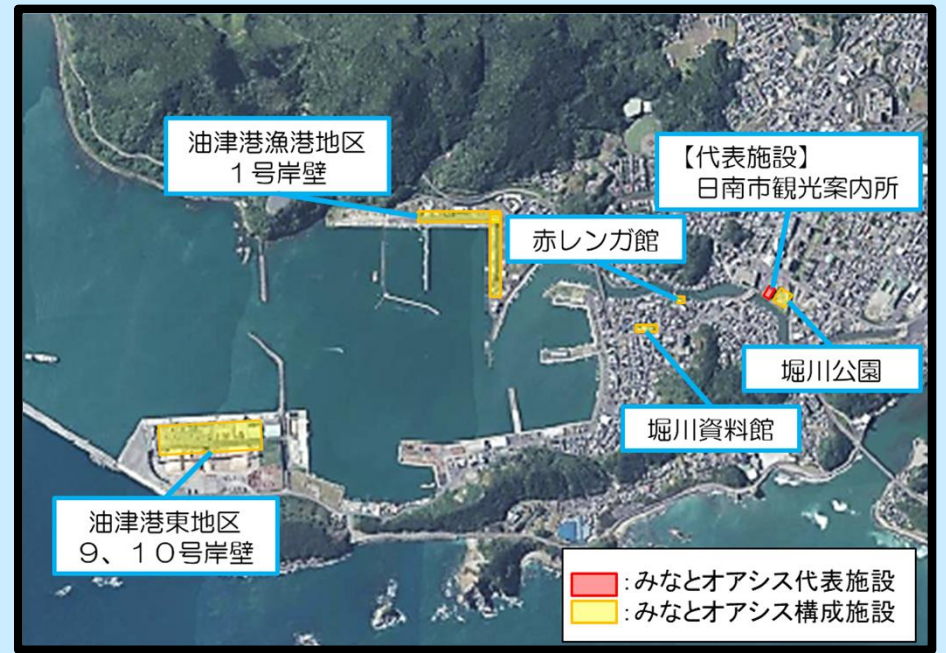 油津港漁港地区
１号岸壁
【代表施設】
日南市観光案内所
赤レンガ館
堀川公園
堀川資料館
油津港東地区
９、１０号岸壁
：みなとオアシス代表施設
：みなとオアシス構成施設